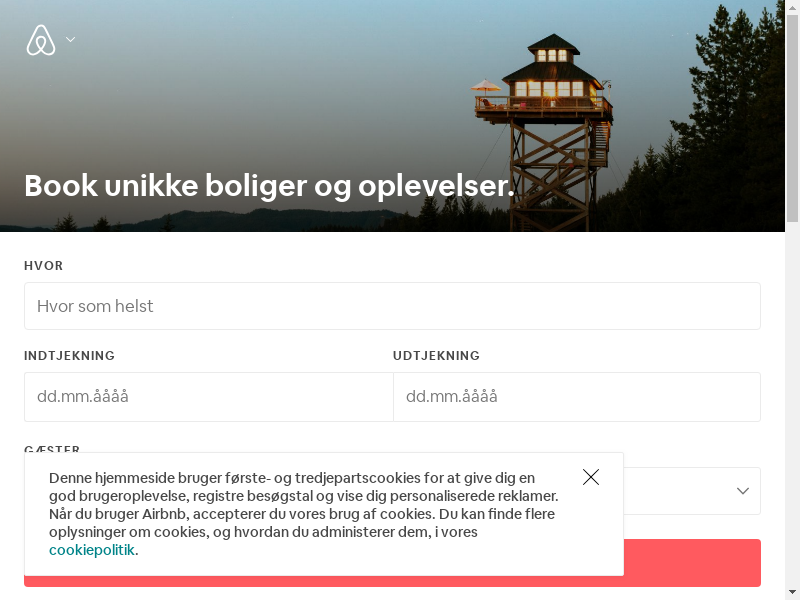 Book unikke boliger og oplevelser.
HVOR
Hvor som helst
INDTJEKNING
UDTJEKNING
dd.mm.åååå
dd.mm.åååå
GÆSTER
Denne hjemmeside bruger første- og tredjepartscookies for at give dig en
god brugeroplevelse, registre besøgstal og vise dig personaliserede reklamer.
Når du bruger Airbnb, accepterer du vores brug af cookies. Du kan finde flere
oplysninger om cookies, og hvordan du administerer dem, i vores
cookiepolitik.